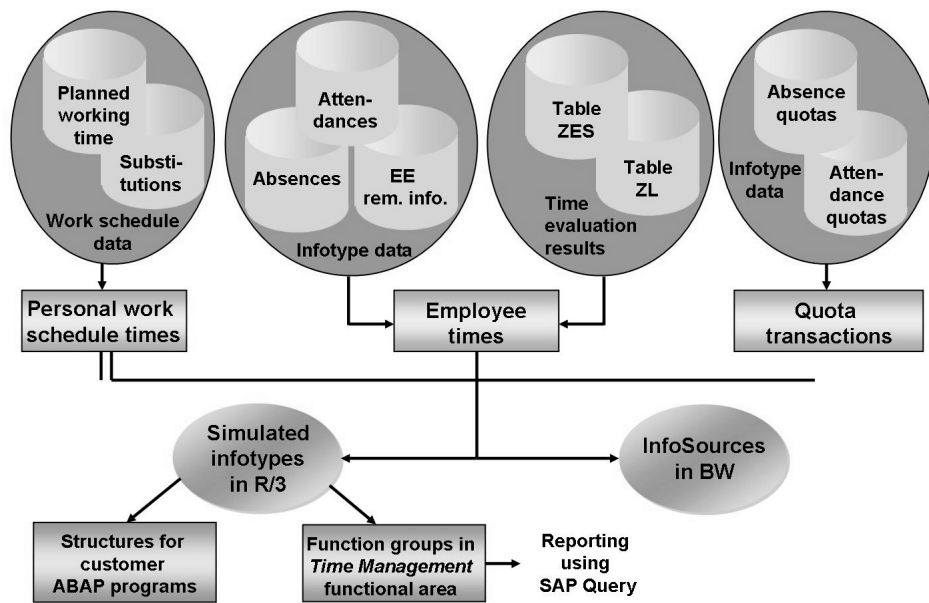 Planned
working
time
Substi-
tutions
Work schedule
data
Atten-
dances
Absences
EE
rem. info.
Infotype data
Table
ZES
Table
ZL
Time
evaluation
results
Absence
quotas
Infotype
data
Atten-
dance
quotas
Personal work
schedule times
Employee
times
Quota
transactions
Simulated
infotypes
in R/3
InfoSources
in BW
Structures for
customer
ABAP programs
Function groups in
Time Management
functional area
Reporting
using
SAP Query